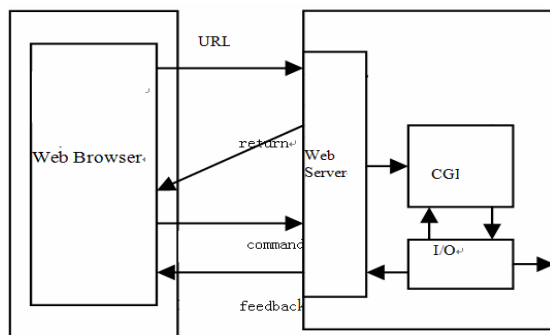 URL
return
Web Browser
Web
Server
CGI
command
I/O
feedback